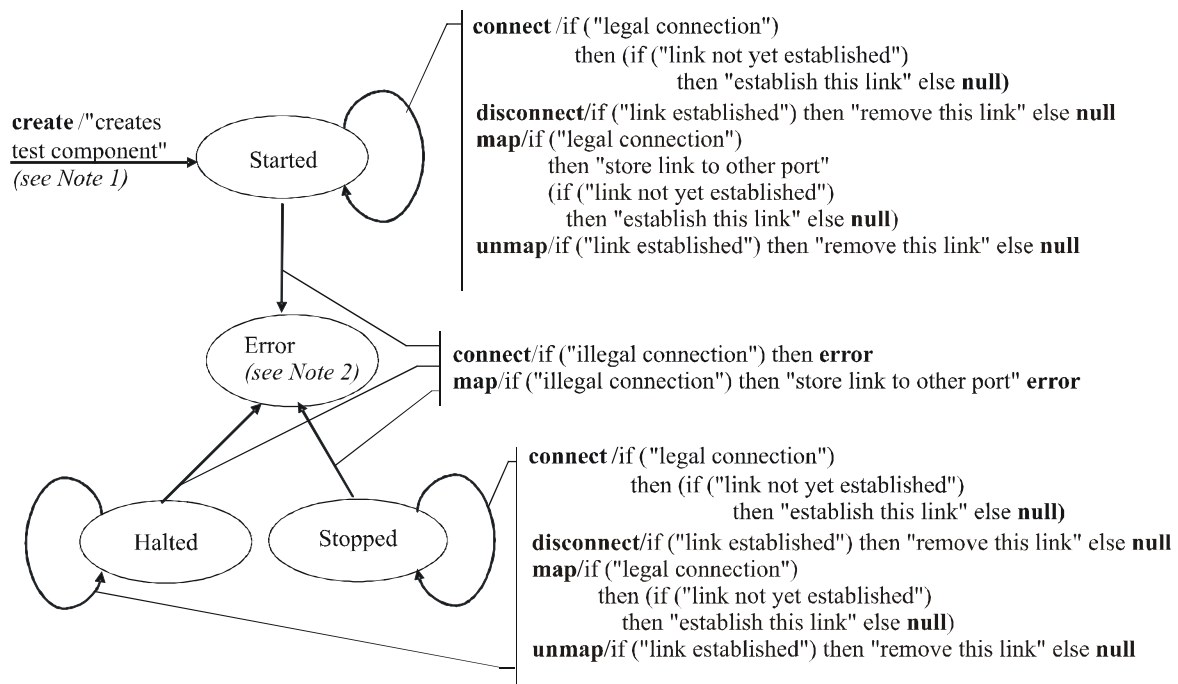 connect /if ("legal connection")
then (if ("link not yet established")
then "establish this link" else null)
disconnect/if ("link established") then "remove this link" else null
map/if ("legal connection")
then "store link to other port"
(if ("link not yet established")
then "establish this link" else null)
unmap/if ("link established") then "remove this link" else null
create /"creates
test component"
(see Note 1)
Started
Error
(see Note 2)
connect/if ("illegal connection") then error
map/if ("illegal connection") then "store link to other port" error
Halted
Stopped
connect /if ("legal connection")
then (if ("link not yet established")
then "establish this link" else null)
disconnect/if ("link established") then "remove this link" else null
map/if ("legal connection")
then (if ("link not yet established")
then "establish this link" else null)
unmap/if ("link established") then "remove this link" else null